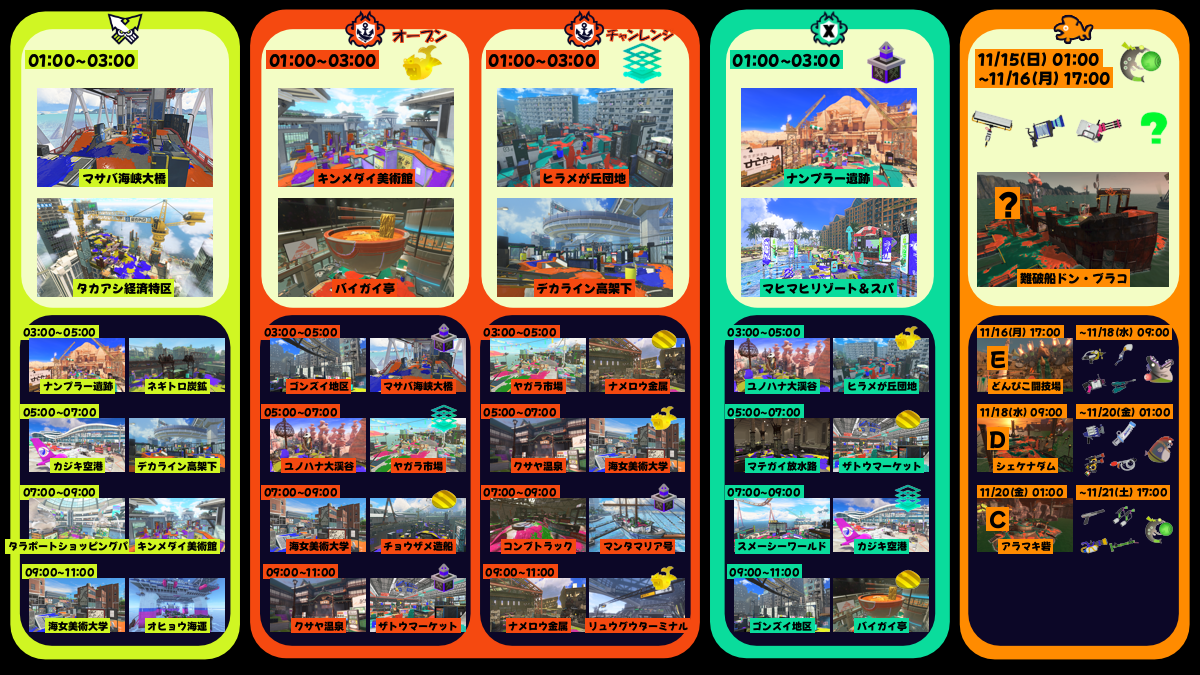 01:00~03:00
マサバ海峡大橋
タカアシ経済特区
03:00~05:00
ナンプラー遺跡
ネギトロ炭鉱
05:00~07:00
カジキ空港
デカライン高架下
07:00~09:00
タラポートショッピングパ
キンメダイ美術館
09:00~11:00
海女美術大学
オヒョウ海運
オープン
01:00~03:00
キンメダイ美術館
バイガイ亭
03:00~05:00
ゴンズイ地区
マサバ海峡大橋
05:00~07:00
ユノハナ大渓谷
ヤガラ市場
07:00~09:00
海女美術大学
チョウザメ造船
09:00~11:00
クサヤ温泉
ザトウマーケット
チャンレンジ
01:00~03:00
ヒラメが丘団地
デカライン高架下
03:00~05:00
ヤガラ市場
ナメロウ金属
05:00~07:00
クサヤ温泉
海女美術大学
07:00~09:00
コンブトラック
マンタマリア号
09:00~11:00
ナメロウ金属
リュウグウターミナル
X
01:00~03:00
ナンプラー遺跡
マヒマヒリゾート&スパ
03:00~05:00
ユノハナ大渓谷
ヒラメが丘団地
05:00~07:00
マテガイ放水路
ザトウマーケット
07:00~09:00
スメーシーワールド
カジキ空港
09:00~11:00
ゴンズイ地区
バイガイ亭
11/15(日) 01:00
~11/16(月) 17:00
?
?
難破船ドン・ブラコ
11/16(月) 17:00 ~11/18(水) 09:00
E
どんぴこ闘技場
11/18(水) 09:00 ~11/20(金) 01:00
D
シェケナダム
11/20(金) 01:00 ~11/21(土) 17:00
C
アラマキ砦